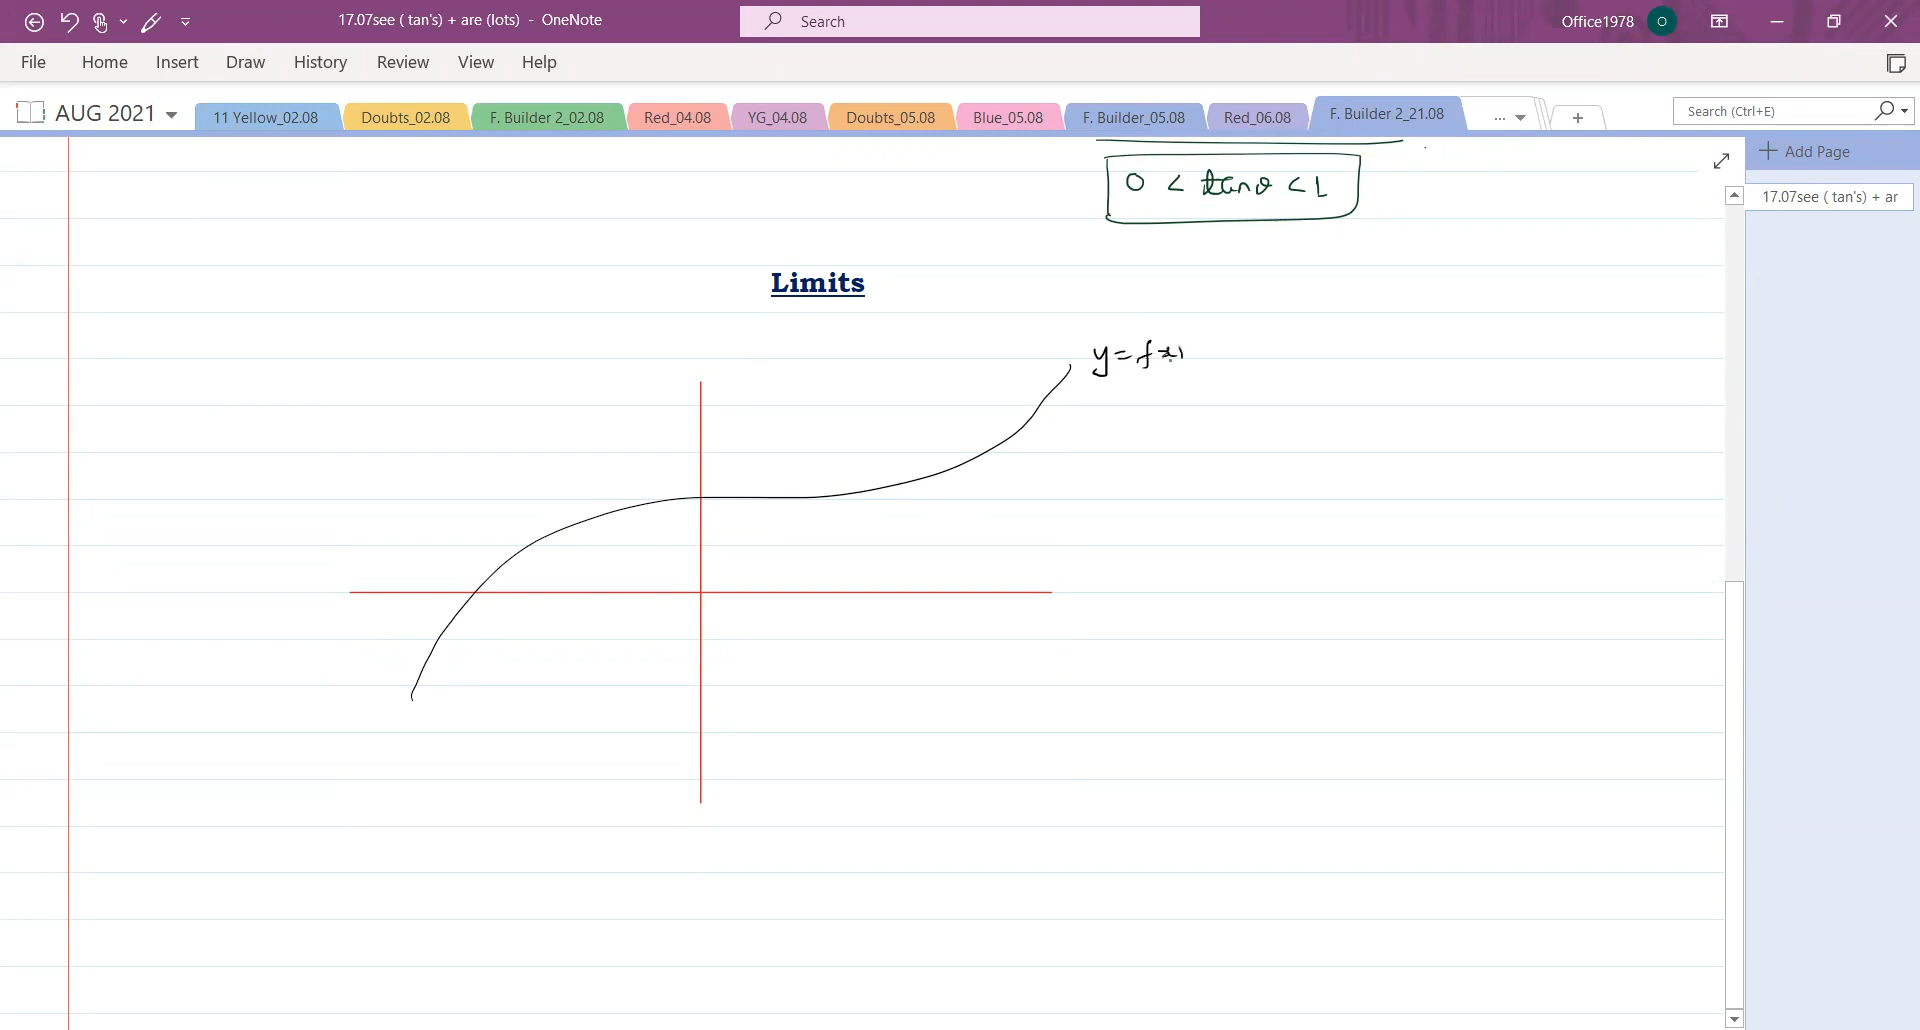 17.07see ( tan's) + are (lots) - OneNote
Search
Office1978
O
File Home Insert Draw History Review View Help
AUG 2021
11 Yellow_02.08
Doubts_02.08
F. Builder 2_02.08
Red_04.08
YG_04.08
Doubts_05.08
Blue_05.08
F. Builder_05.08
Red_06.08
F. Builder 2_21.08
...
Search (Ctrl+E)
Add Page
17.07see ( tan's) + ar
0 < tanθ < 1
Limits
y = f x)